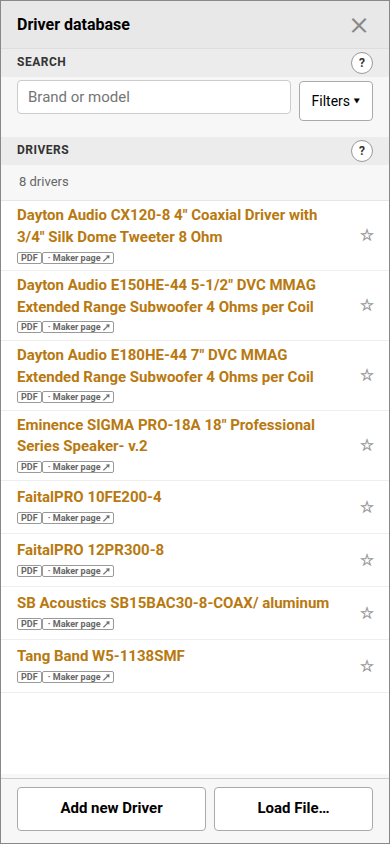 Driver database
SEARCH
?
Brand or model
Filters ▾
DRIVERS
?
8 drivers
Dayton Audio CX120-8 4" Coaxial Driver with
3/4" Silk Dome Tweeter 8 Ohm
PDF · Maker page ↗
Dayton Audio E150HE-44 5-1/2" DVC MMAG
Extended Range Subwoofer 4 Ohms per Coil
PDF · Maker page ↗
Dayton Audio E180HE-44 7" DVC MMAG
Extended Range Subwoofer 4 Ohms per Coil
PDF · Maker page ↗
Eminence SIGMA PRO-18A 18" Professional
Series Speaker- v.2
PDF · Maker page ↗
FaitalPRO 10FE200-4
PDF · Maker page ↗
FaitalPRO 12PR300-8
PDF · Maker page ↗
SB Acoustics SB15BAC30-8-COAX/ aluminum
PDF · Maker page ↗
Tang Band W5-1138SMF
PDF · Maker page ↗
Add new Driver
Load File…